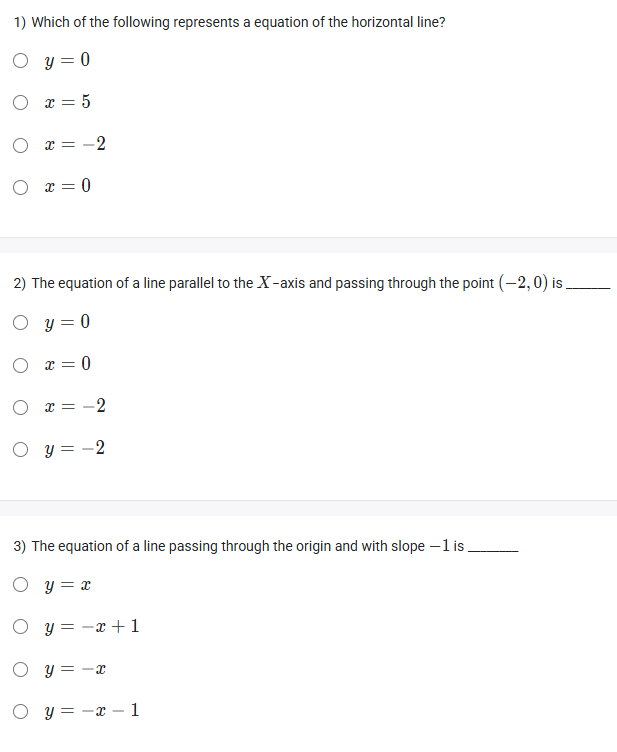 1) Which of the following represents a equation of the horizontal line?
y = 0
x = 5
x = −2
x = 0
2) The equation of a line parallel to the X-axis and passing through the point (−2, 0) is ______
y = 0
x = 0
x = −2
y = −2
3) The equation of a line passing through the origin and with slope −1 is _______
y = x
y = −x + 1
y = −x
y = −x − 1